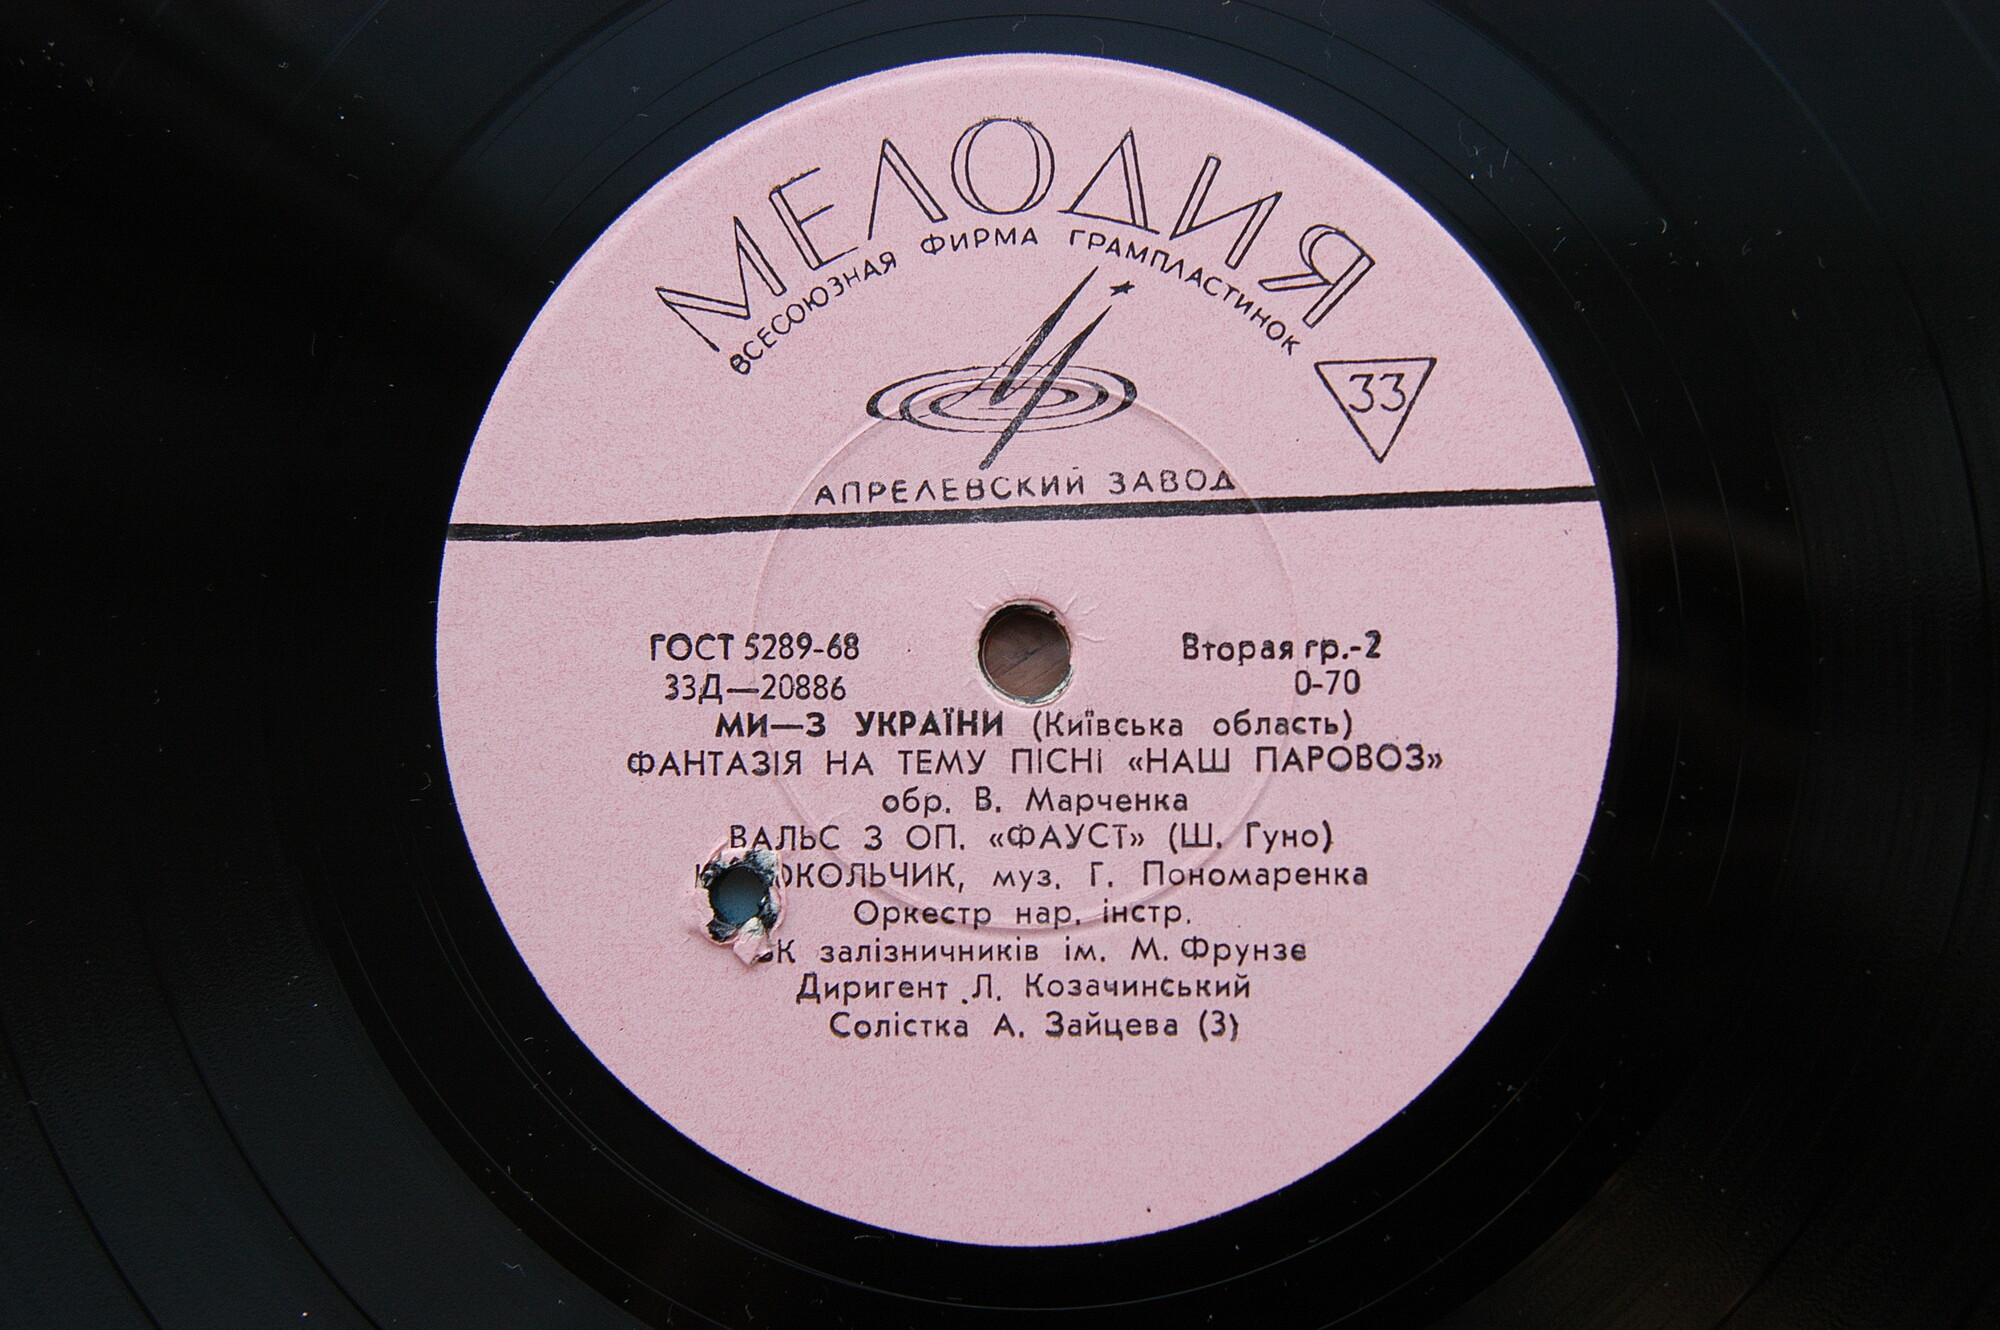 МЕЛОДИЯ
ВСЕСОЮЗНАЯ ФИРМА ГРАМПЛАСТИНОК
33
АПРЕЛЕВСКИЙ ЗАВОД
ГОСТ 5289-68
Вторая гр.-2
33Д—20886
0-70
МИ—З УКРАЇНИ (Київська область)
ФАНТАЗІЯ НА ТЕМУ ПІСНІ «НАШ ПАРОВОЗ»
обр. В. Марченка
ВАЛЬС З ОП. «ФАУСТ» (Ш. Гуно)
муз. Г. Пономаренка
Оркестр нар. інстр.
залізничників ім. М. Фрунзе
Диригент Л. Козачинський
Солістка А. Зайцева (3)